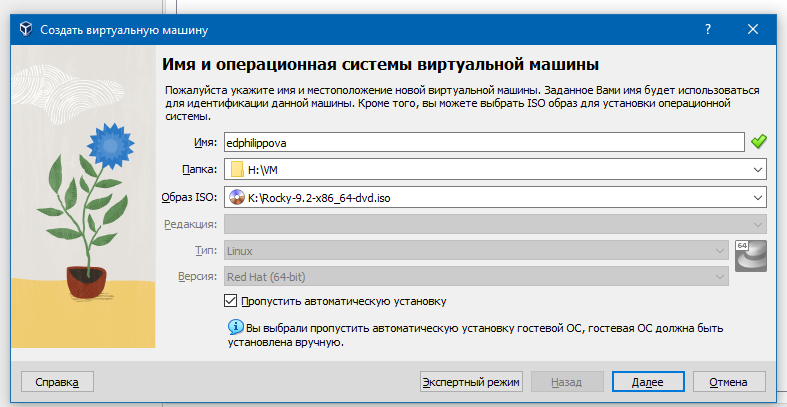 Создать виртуальную машину
?
Имя и операционная системы виртуальной машины
Пожалуйста укажите имя и местоположение новой виртуальной машины. Заданное Вами имя будет использоваться
для идентификации данной машины. Кроме того, вы можете выбрать ISO образ для установки операционной
системы.
Имя: edphilippova
Папка: H:\VM
Образ ISO: K:\Rocky-9.2-x86_64-dvd.iso
Редакция:
Тип: Linux
64
Версия: Red Hat (64-bit)
Пропустить автоматическую установку
Вы выбрали пропустить автоматическую установку гостевой ОС, гостевая ОС должна быть
установлена вручную.
Справка Экспертный режим Назад Далее Отмена